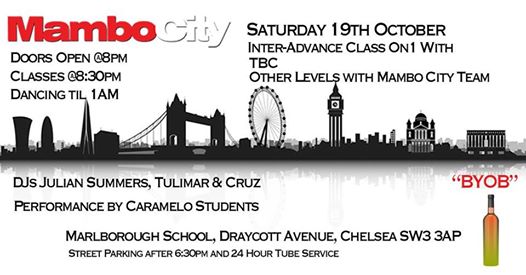 Mambo City
Doors Open @8pm
Classes @8:30pm
Dancing til 1AM
Saturday 19th October
Inter-Advance Class On1 With
TBC
Other Levels with Mambo City Team
DJs Julian Summers, Tulimar & Cruz
Performance by Caramelo Students
"BYOB"
Marlborough School, Draycott Avenue, Chelsea SW3 3AP
Street Parking after 6:30pm and 24 Hour Tube Service